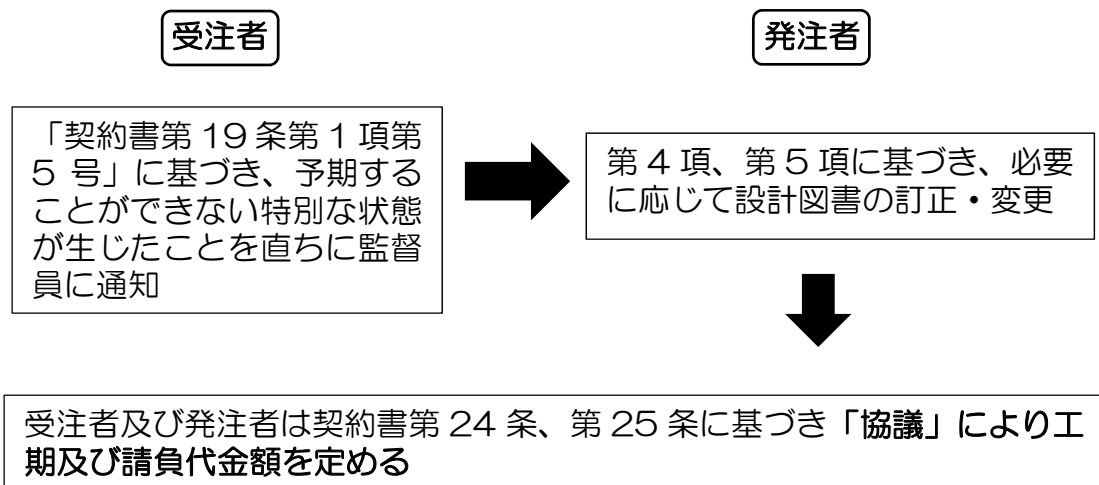 受注者
発注者
「契約書第 19 条第 1 項第
5 号」に基づき、予期する
ことができない特別な状態
が生じたことを直ちに監督
員に通知
第 4 項、第 5 項に基づき、必要
に応じて設計図書の訂正・変更
受注者及び発注者は契約書第 24 条、第 25 条に基づき「協議」により工
期及び請負代金額を定める